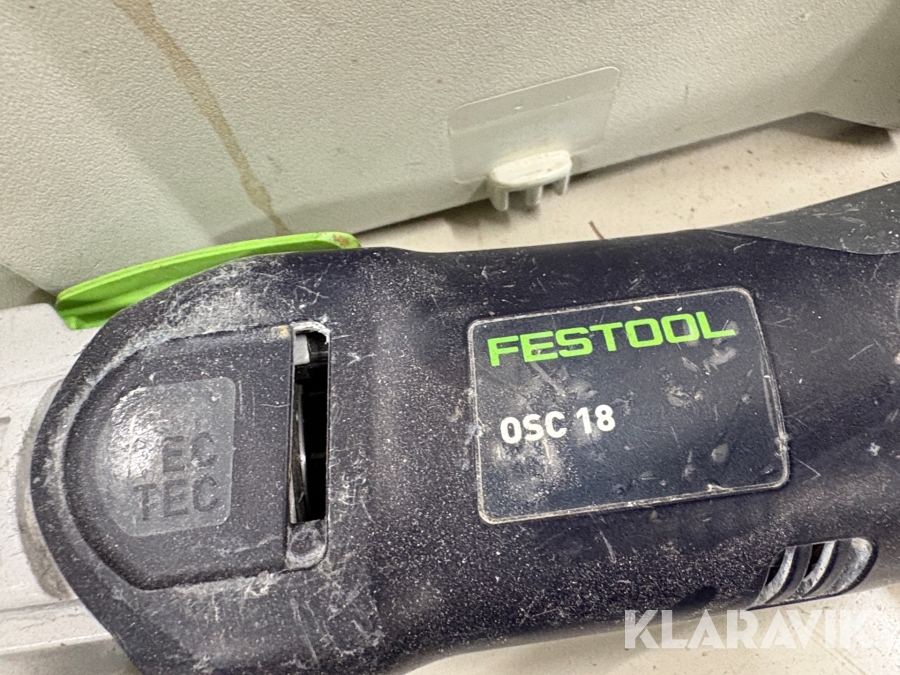 FESTOOL
OSC 18
EC
TEC
KLARAVIK